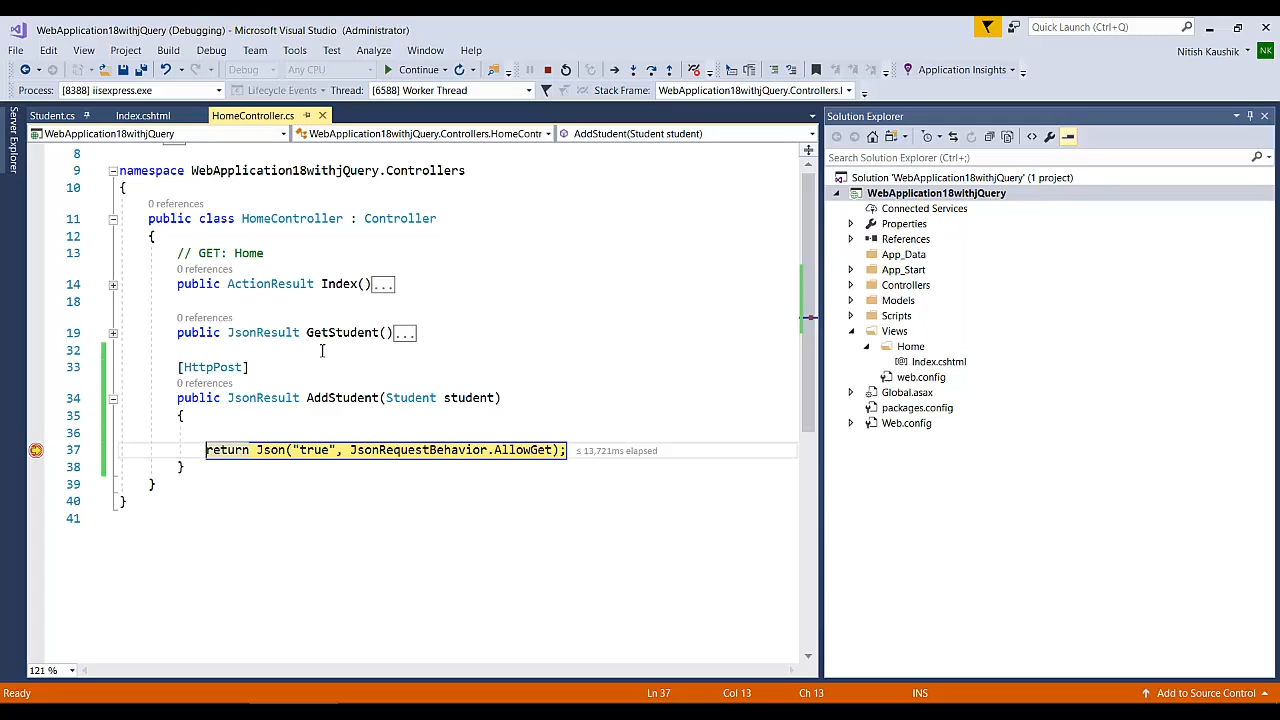 WebApplication18withjQuery (Debugging) - Microsoft Visual Studio (Administrator)
Quick Launch (Ctrl+Q)
File Edit View Project Build Debug Team Tools Test Analyze Window Help
Nitish Kaushik NK
Debug Any CPU Continue Application Insights
Process: [8388] iisexpress.exe Lifecycle Events Thread: [6588] Worker Thread Stack Frame: WebApplication18withjQuery.Controllers.
Server Explorer
Student.cs Index.cshtml HomeController.cs
WebApplication18withjQuery WebApplication18withjQuery.Controllers.HomeContr AddStudent(Student student)
8
9 namespace WebApplication18withjQuery.Controllers
10 {
0 references
11 public class HomeController : Controller
12 {
13 // GET: Home
0 references
14 public ActionResult Index()...
18
0 references
19 public JsonResult GetStudent()...
32
33 [HttpPost]
0 references
34 public JsonResult AddStudent(Student student)
35 {
36
37 return Json("true", JsonRequestBehavior.AllowGet); ≤ 13,721ms elapsed
38 }
39 }
40 }
41
121 %
Solution Explorer
Search Solution Explorer (Ctrl+;)
Solution 'WebApplication18withjQuery' (1 project)
WebApplication18withjQuery
Connected Services
Properties
References
App_Data
App_Start
Controllers
Models
Scripts
Views
Home
Index.cshtml
web.config
Global.asax
packages.config
Web.config
Ready Ln 37 Col 13 Ch 13 INS Add to Source Control